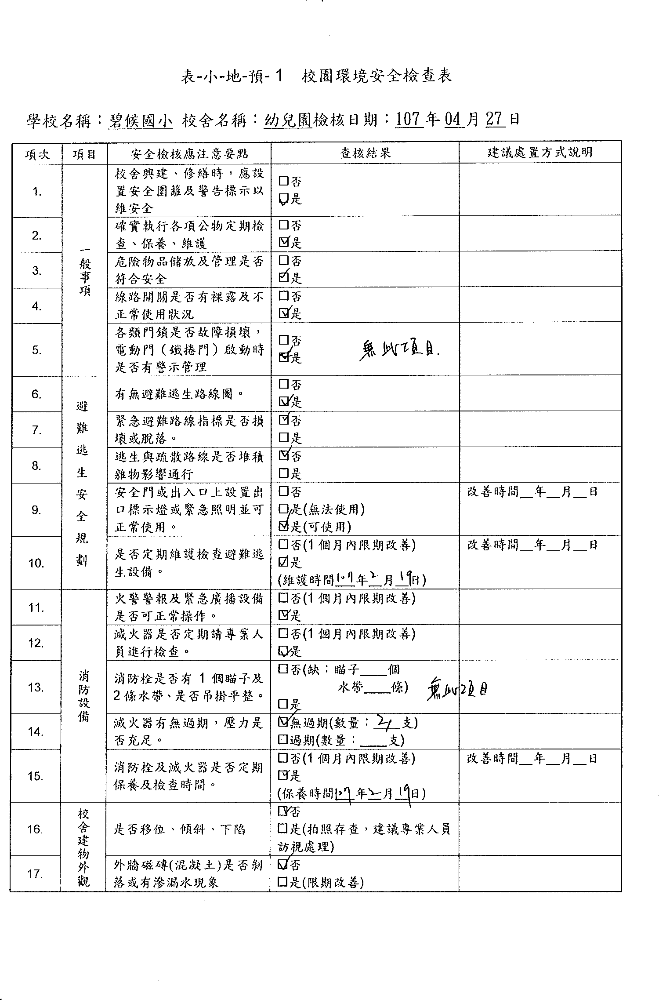 表-小-地-預-1　校園環境安全檢查表
學校名稱：碧候國小 校舍名稱：幼兒園檢核日期：107年04月27日
項次 項目 安全檢核應注意要點 查核結果 建議處置方式說明
一般事項
1.
校舍興建、修繕時，應設
置安全圍籬及警告標示以
維安全
□否
☑是
2.
確實執行各項公物定期檢
查、保養、維護
□否
☑是
3.
危險物品儲放及管理是否
符合安全
□否
☑是
4.
線路開關是否有裸露及不
正常使用狀況
□否
☑是
5.
各類門鎖是否故障損壞，
電動門（鐵捲門）啟動時
是否有警示管理
□否
☑是
無此項目.
避難逃生安全規劃
6.
有無避難逃生路線圖。
□否
☑是
7.
緊急避難路線指標是否損
壞或脫落。
☑否
□是
8.
逃生與疏散路線是否堆積
雜物影響通行
☑否
□是
9.
安全門或出入口上設置出
口標示燈或緊急照明並可
正常使用。
□否
□是(無法使用)
☑是(可使用)
改善時間__年__月__日
10.
是否定期維護檢查避難逃
生設備。
□否(1個月內限期改善)
☑是
(維護時間107年2月19日)
改善時間__年__月__日
消防設備
11.
火警警報及緊急廣播設備
是否可正常操作。
□否(1個月內限期改善)
☑是
12.
滅火器是否定期請專業人
員進行檢查。
□否(1個月內限期改善)
☑是
13.
消防栓是否有1個瞄子及
2條水帶、是否吊掛平整。
□否(缺：瞄子____個
水帶____條)
□是
無此項目
14.
滅火器有無過期，壓力是
否充足。
☑無過期(數量：支)
□過期(數量：____支)
15.
消防栓及滅火器是否定期
保養及檢查時間。
□否(1個月內限期改善)
☑是
(保養時間107年2月19日)
改善時間__年__月__日
校舍建物外觀
16.
是否移位、傾斜、下陷
☑否
□是(拍照存查，建議專業人員
訪視處理)
17.
外牆磁磚(混凝土)是否剝
落或有滲漏水現象
☑否
□是(限期改善)